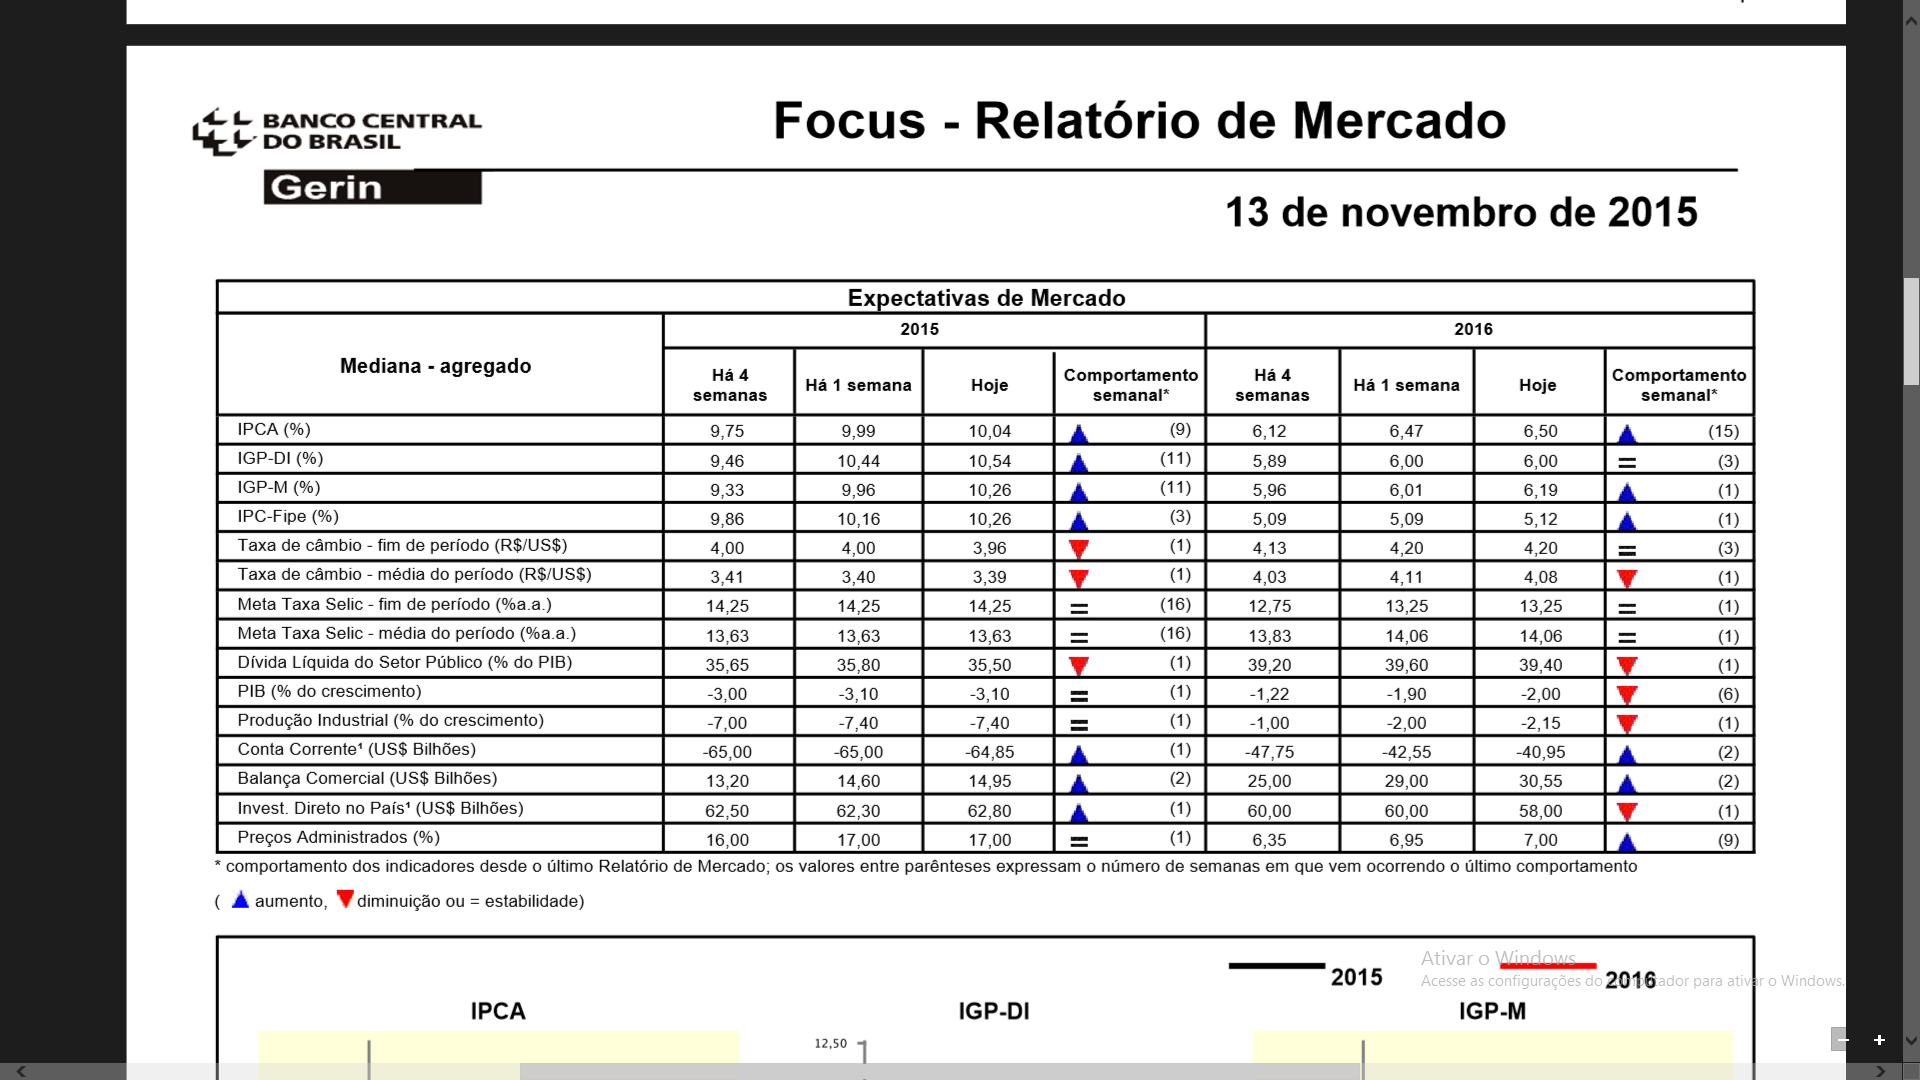 BANCO CENTRAL
DO BRASIL
Gerin
Focus - Relatório de Mercado
13 de novembro de 2015
Expectativas de Mercado
Mediana - agregado 2015 2016
Há 4 semanas Há 1 semana Hoje Comportamento semanal* Há 4 semanas Há 1 semana Hoje Comportamento semanal*
IPCA (%) 9,75 9,99 10,04 ▲ (9) 6,12 6,47 6,50 ▲ (15)
IGP-DI (%) 9,46 10,44 10,54 ▲ (11) 5,89 6,00 6,00 = (3)
IGP-M (%) 9,33 9,96 10,26 ▲ (11) 5,96 6,01 6,19 ▲ (1)
IPC-Fipe (%) 9,86 10,16 10,26 ▲ (3) 5,09 5,09 5,12 ▲ (1)
Taxa de câmbio - fim de período (R$/US$) 4,00 4,00 3,96 ▼ (1) 4,13 4,20 4,20 = (3)
Taxa de câmbio - média do período (R$/US$) 3,41 3,40 3,39 ▼ (1) 4,03 4,11 4,08 ▼ (1)
Meta Taxa Selic - fim de período (%a.a.) 14,25 14,25 14,25 = (16) 12,75 13,25 13,25 = (1)
Meta Taxa Selic - média do período (%a.a.) 13,63 13,63 13,63 = (16) 13,83 14,06 14,06 = (1)
Dívida Líquida do Setor Público (% do PIB) 35,65 35,80 35,50 ▼ (1) 39,20 39,60 39,40 ▼ (1)
PIB (% do crescimento) -3,00 -3,10 -3,10 = (1) -1,22 -1,90 -2,00 ▼ (6)
Produção Industrial (% do crescimento) -7,00 -7,40 -7,40 = (1) -1,00 -2,00 -2,15 ▼ (1)
Conta Corrente¹ (US$ Bilhões) -65,00 -65,00 -64,85 ▲ (1) -47,75 -42,55 -40,95 ▲ (2)
Balança Comercial (US$ Bilhões) 13,20 14,60 14,95 ▲ (2) 25,00 29,00 30,55 ▲ (2)
Invest. Direto no País¹ (US$ Bilhões) 62,50 62,30 62,80 ▲ (1) 60,00 60,00 58,00 ▼ (1)
Preços Administrados (%) 16,00 17,00 17,00 = (1) 6,35 6,95 7,00 ▲ (9)
* comportamento dos indicadores desde o último Relatório de Mercado; os valores entre parênteses expressam o número de semanas em que vem ocorrendo o último comportamento
( ▲ aumento, ▼ diminuição ou = estabilidade)
2015 2016
Ativar o Windows
Acesse as configurações do computador para ativar o Windows.
IPCA IGP-DI IGP-M
12,50